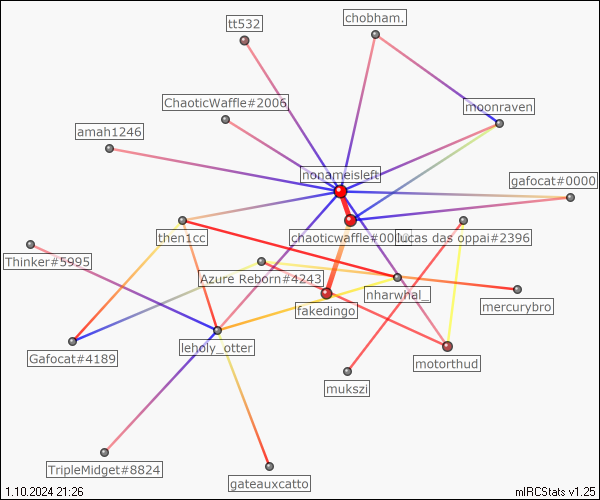 chobham.
tt532
ChaoticWaffle#2006
moonraven
amah1246
nonameisleft
gafocat#0000
then1cc
chaoticwaffle#00
lucas das oppai#2396
Thinker#5995
Azure Reborn#4243
nharwhal_
mercurybro
fakedingo
leholy_otter
Gafocat#4189
motorthud
mukszi
TripleMidget#8824
gateauxcatto
1.10.2024 21:26
mIRCStats v1.25